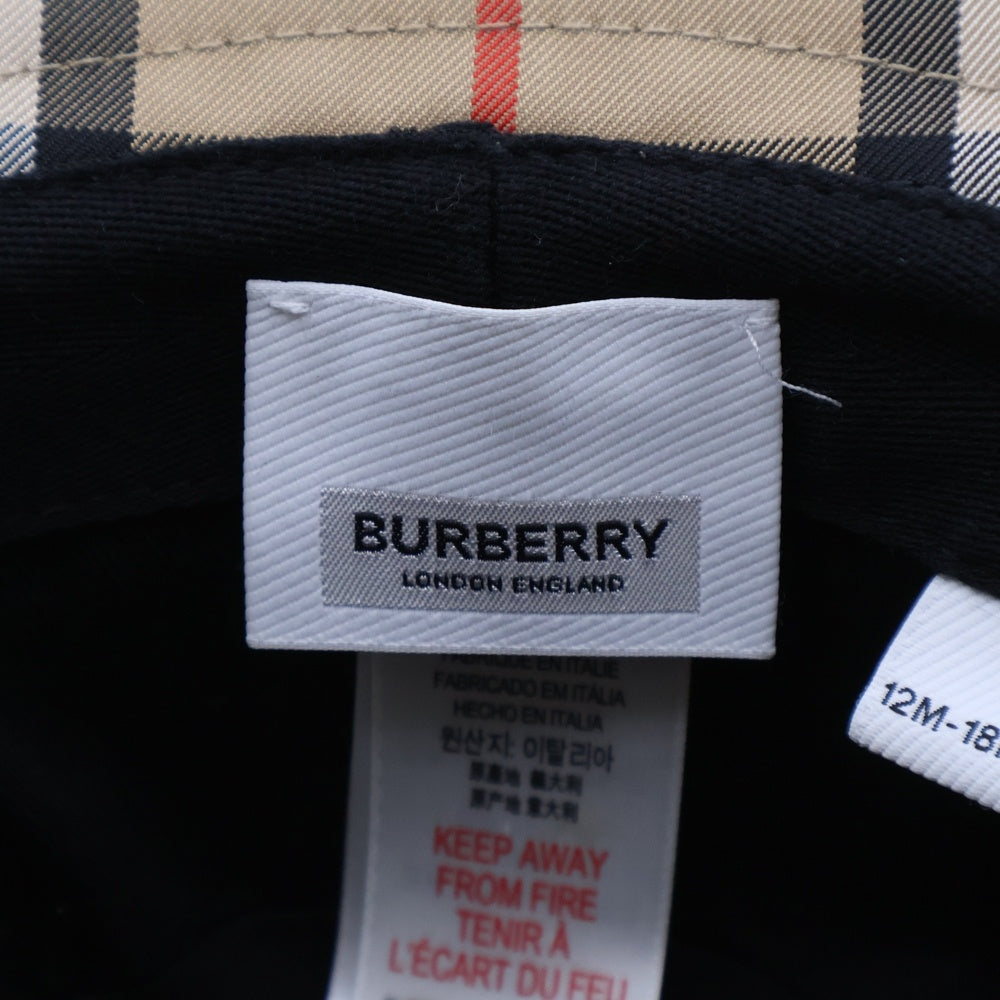 BURBERRY
LONDON ENGLAND
FABRIQUÉ EN ITALIE
FABRICADO EM ITÁLIA
HECHO EN ITALIA
원산지: 이탈리아
原產地 義大利
原产地 意大利
KEEP AWAY
FROM FIRE
TENIR À
L'ÉCART DU FEU
12M-18